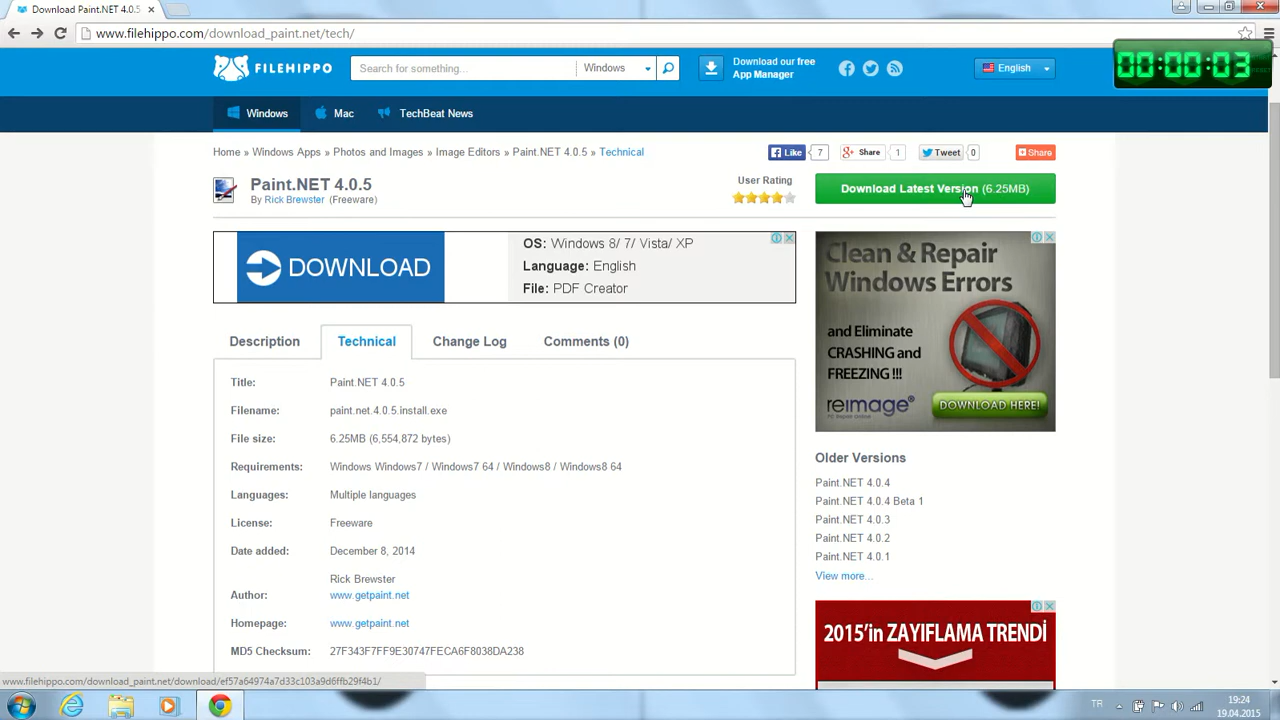 Download Paint.NET 4.0.5
www.filehippo.com/download_paint.net/tech/
00:00:03
FILEHIPPO
Search for something...
Windows
Download our free
App Manager
English
Windows
Mac
TechBeat News
Home » Windows Apps » Photos and Images » Image Editors » Paint.NET 4.0.5 » Technical
Like 7
Share 1
Tweet 0
Share
Paint.NET 4.0.5
By Rick Brewster (Freeware)
User Rating
Download Latest Version (6.25MB)
DOWNLOAD
OS: Windows 8/ 7/ Vista/ XP
Language: English
File: PDF Creator
Clean & Repair
Windows Errors
and Eliminate
CRASHING and
FREEZING !!!
reimage
PC Repair Online
DOWNLOAD HERE!
Description
Technical
Change Log
Comments (0)
Title: Paint.NET 4.0.5
Filename: paint.net.4.0.5.install.exe
File size: 6.25MB (6,554,872 bytes)
Requirements: Windows Windows7 / Windows7 64 / Windows8 / Windows8 64
Languages: Multiple languages
License: Freeware
Date added: December 8, 2014
Rick Brewster
Author: www.getpaint.net
Homepage: www.getpaint.net
MD5 Checksum: 27F343F7FF9E30747FECA6F8038DA238
Older Versions
Paint.NET 4.0.4
Paint.NET 4.0.4 Beta 1
Paint.NET 4.0.3
Paint.NET 4.0.2
Paint.NET 4.0.1
View more...
2015'in ZAYIFLAMA TRENDİ
www.filehippo.com/download_paint.net/download/ef57a64974a7d33c103a9d6ffb29f4b1/
TR
19:24
19.04.2015